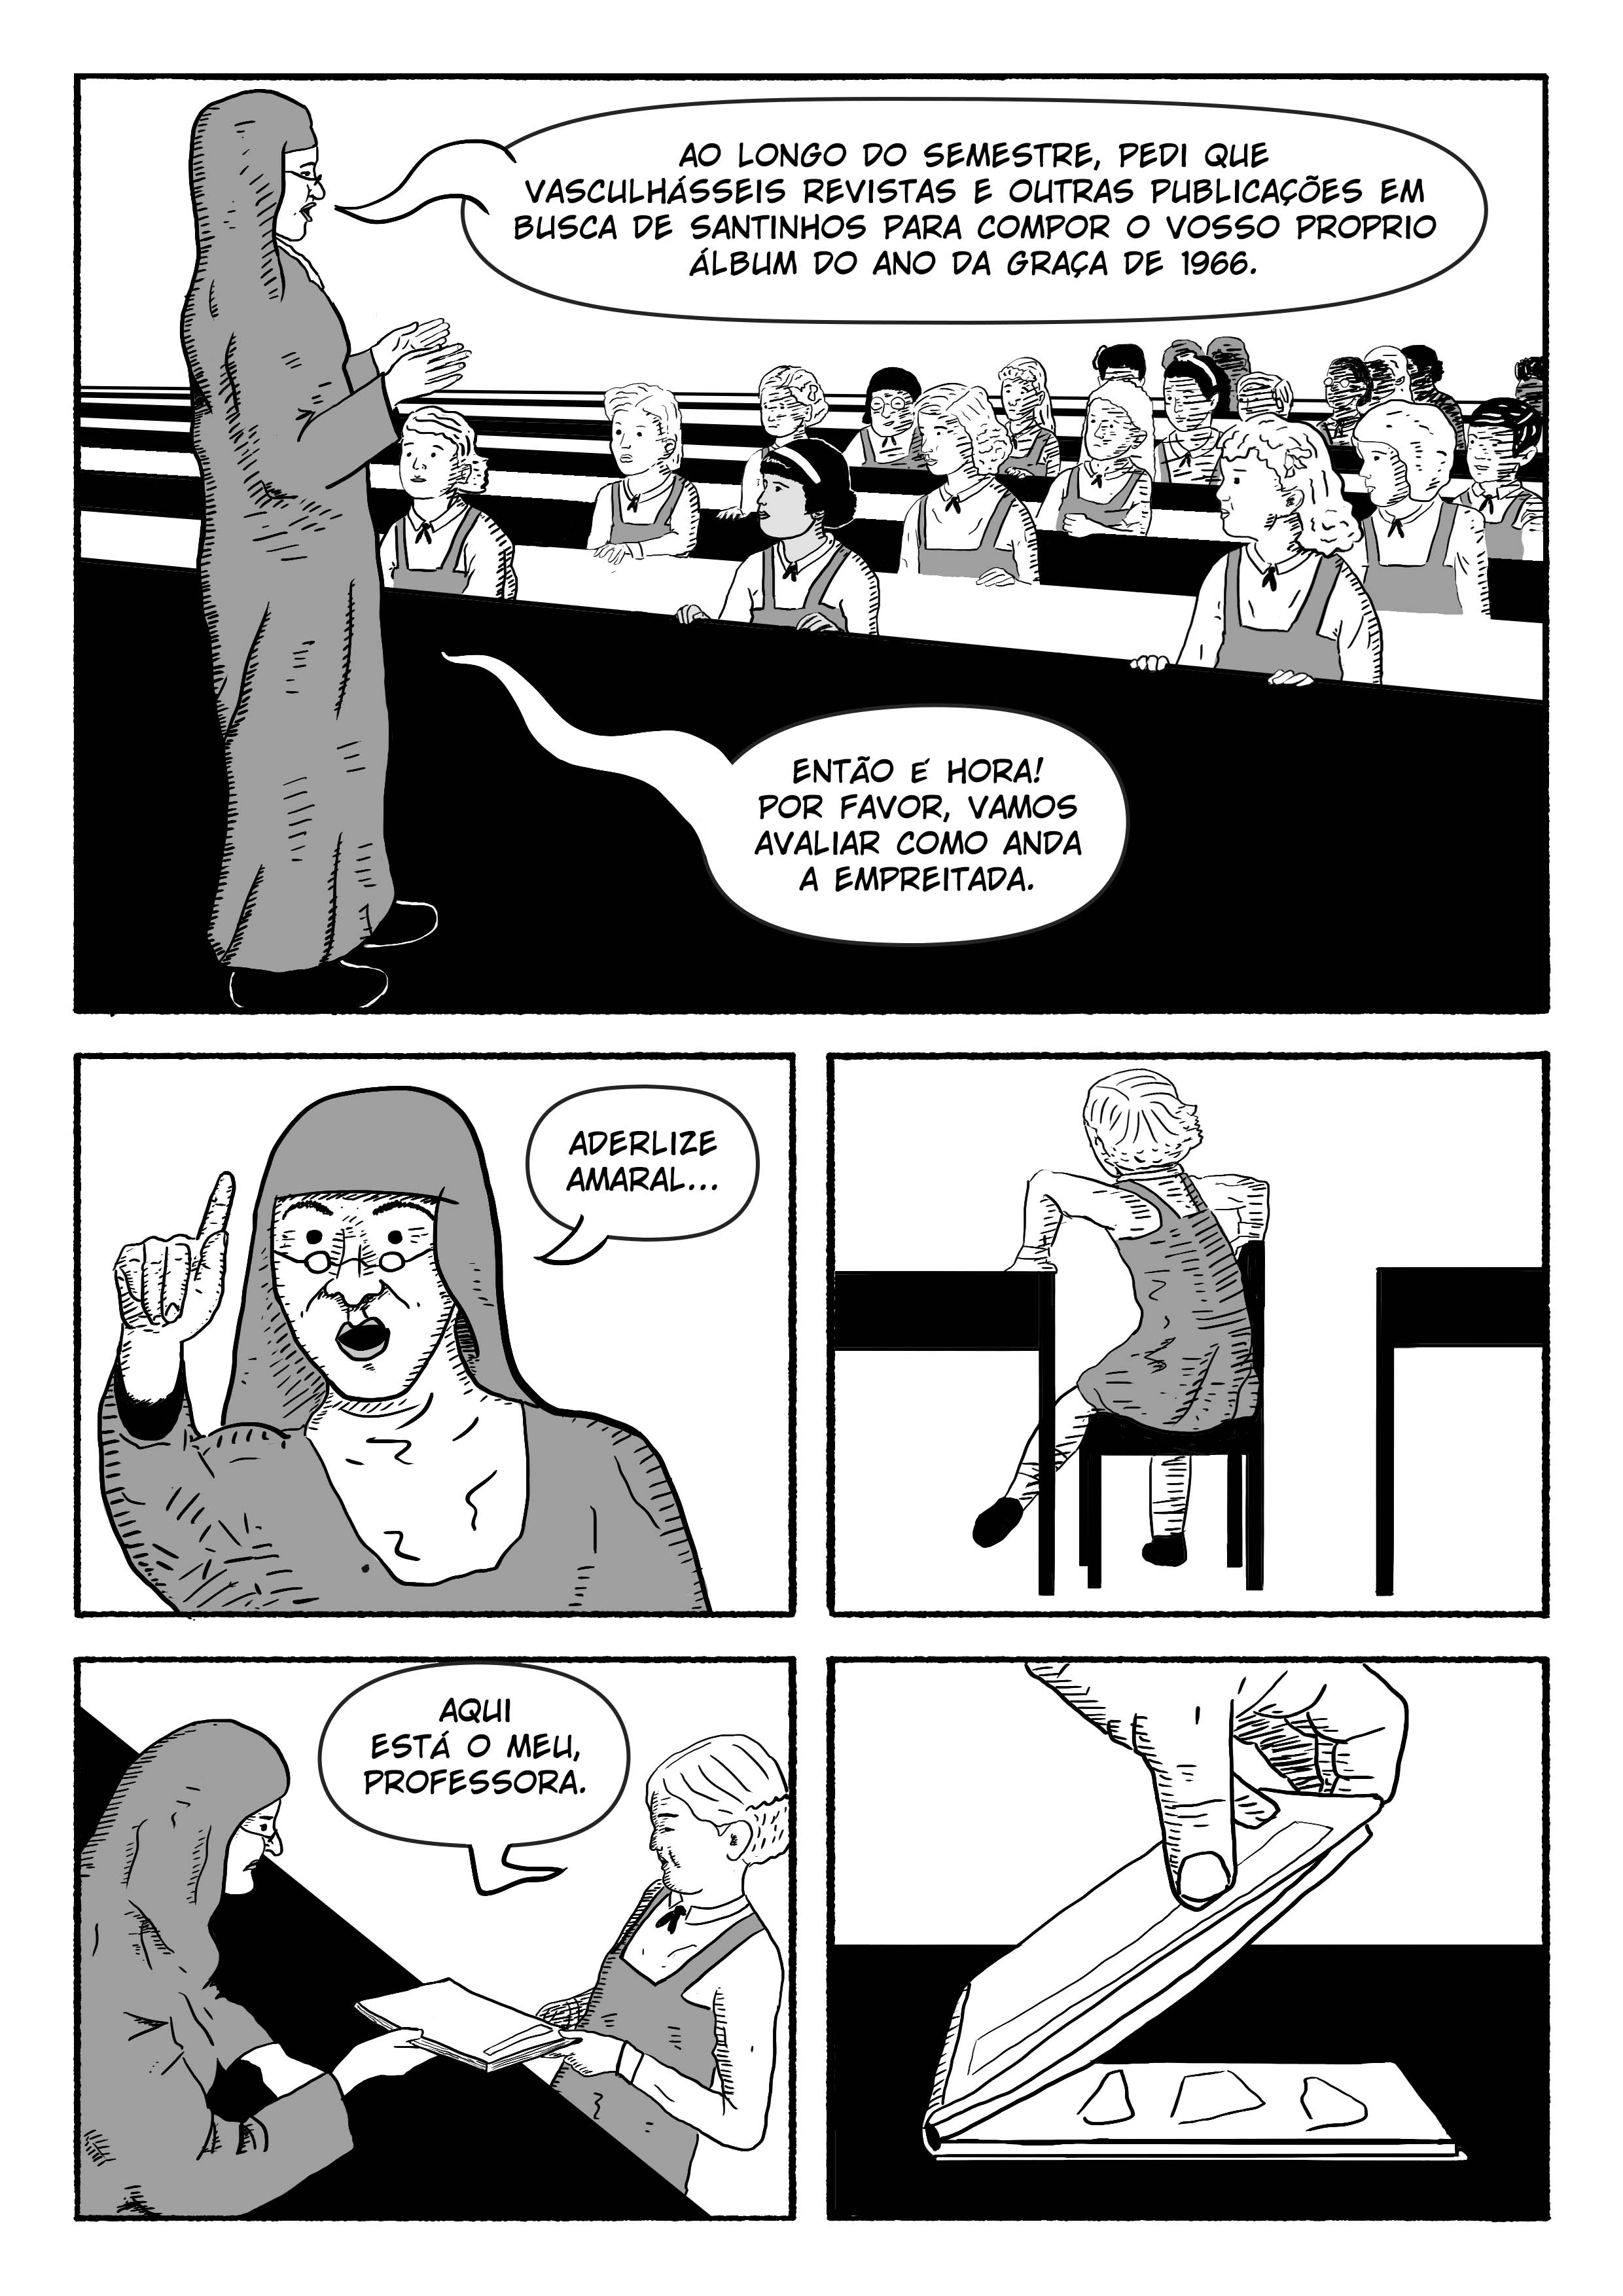 AO LONGO DO SEMESTRE, PEDI QUE
VASCULHÁSSEIS REVISTAS E OUTRAS PUBLICAÇÕES EM
BUSCA DE SANTINHOS PARA COMPOR O VOSSO PROPRIO
ÁLBUM DO ANO DA GRAÇA DE 1966.
ENTÃO É HORA!
POR FAVOR, VAMOS
AVALIAR COMO ANDA
A EMPREITADA.
ADERLIZE
AMARAL...
AQUI
ESTÁ O MEU,
PROFESSORA.